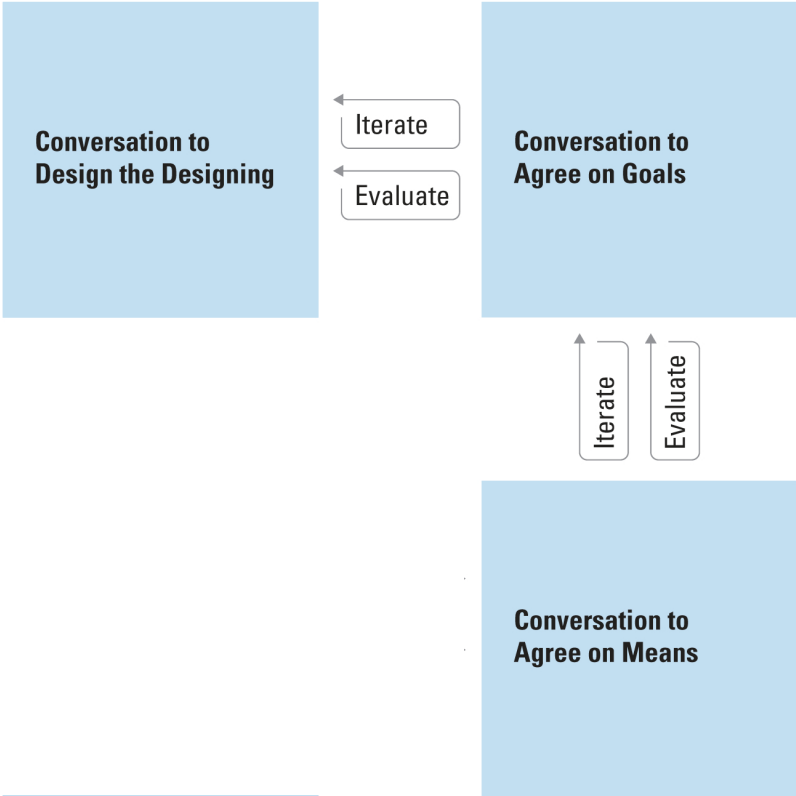 Conversation to
Design the Designing
Iterate
Evaluate
Conversation to
Agree on Goals
Iterate
Evaluate
Conversation to
Agree on Means